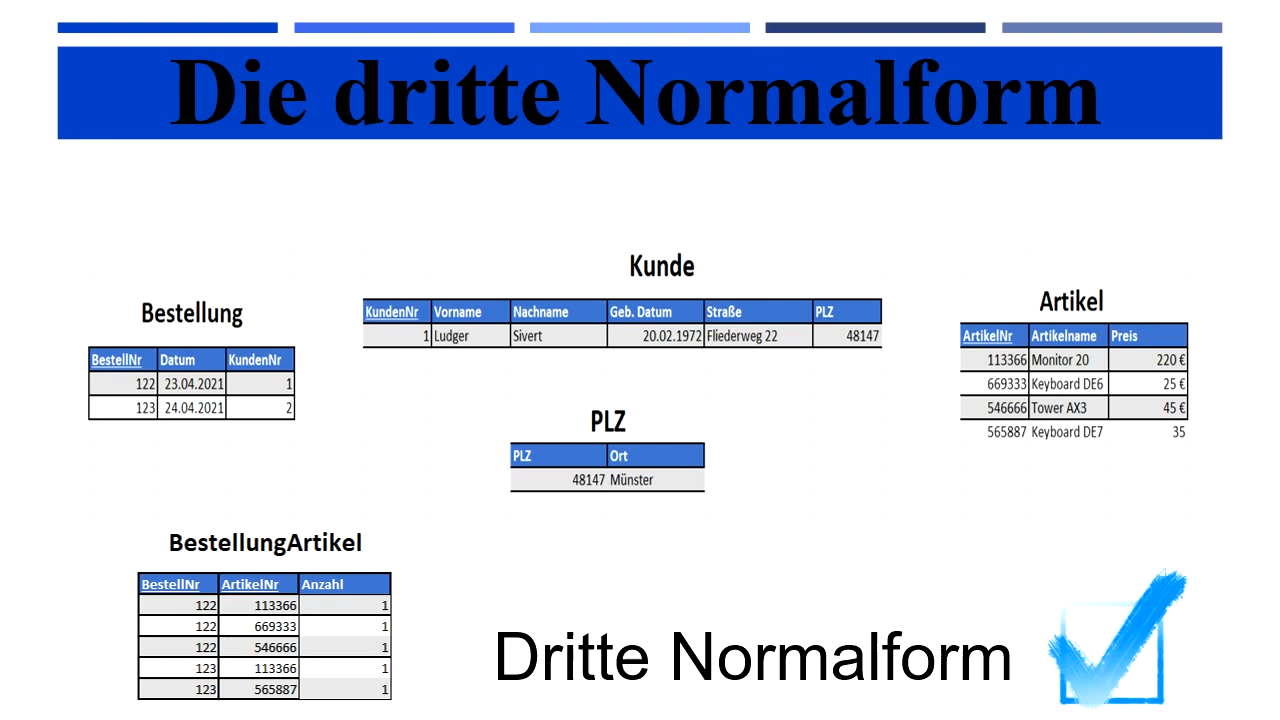 Die dritte Normalform
Kunde
KundenNr Vorname Nachname Geb. Datum Straße PLZ
1 Ludger Sivert 20.02.1972 Fliederweg 22 48147
Bestellung
BestellNr Datum KundenNr
122 23.04.2021 1
123 24.04.2021 2
Artikel
ArtikelNr Artikelname Preis
113366 Monitor 20 220 €
669333 Keyboard DE6 25 €
546666 Tower AX3 45 €
565887 Keyboard DE7 35
PLZ
PLZ Ort
48147 Münster
BestellungArtikel
BestellNr ArtikelNr Anzahl
122 113366 1
122 669333 1
122 546666 1
123 113366 1
123 565887 1
Dritte Normalform